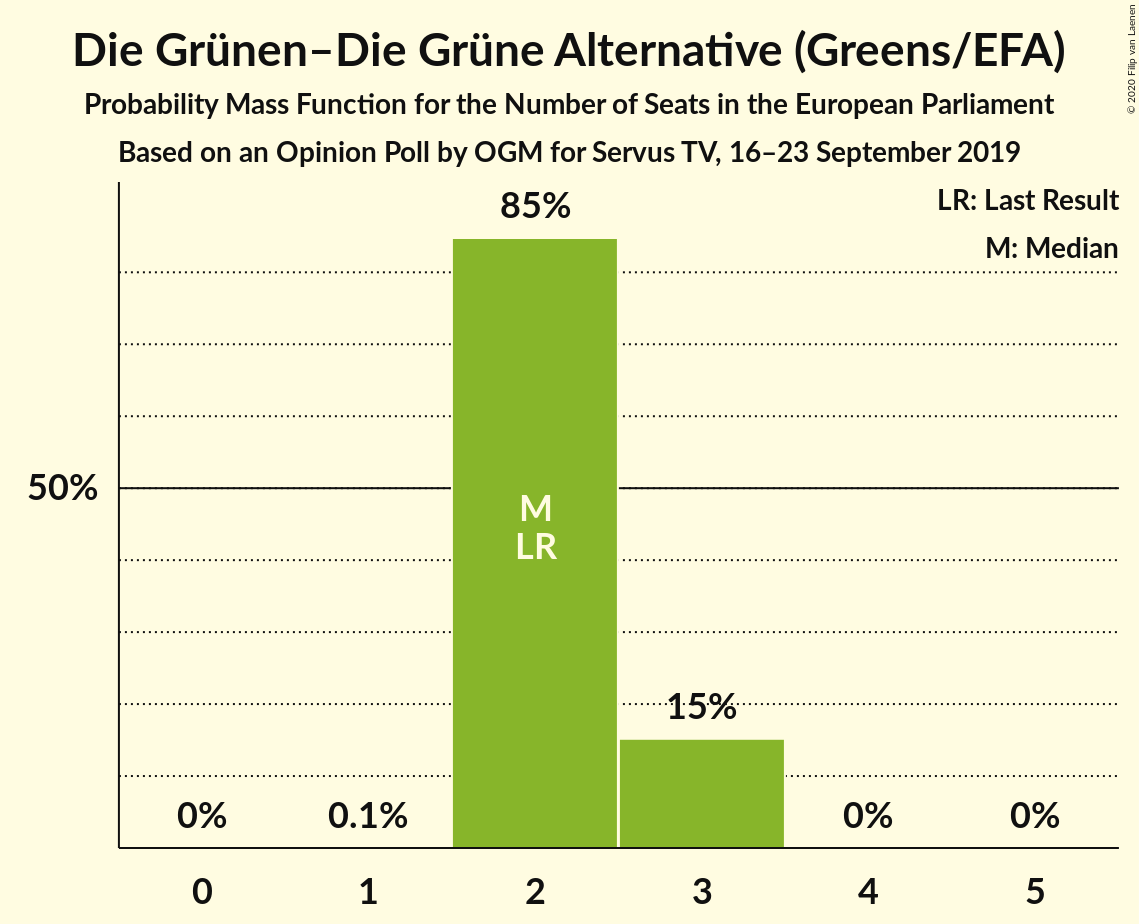 Die Grünen–Die Grüne Alternative (Greens/EFA)
Probability Mass Function for the Number of Seats in the European Parliament
Based on an Opinion Poll by OGM for Servus TV, 16–23 September 2019
© 2020 Filip van Laenen
LR: Last Result
M: Median
85%
50%
M
LR
15%
0%
0.1%
0%
0%
0
1
2
3
4
5